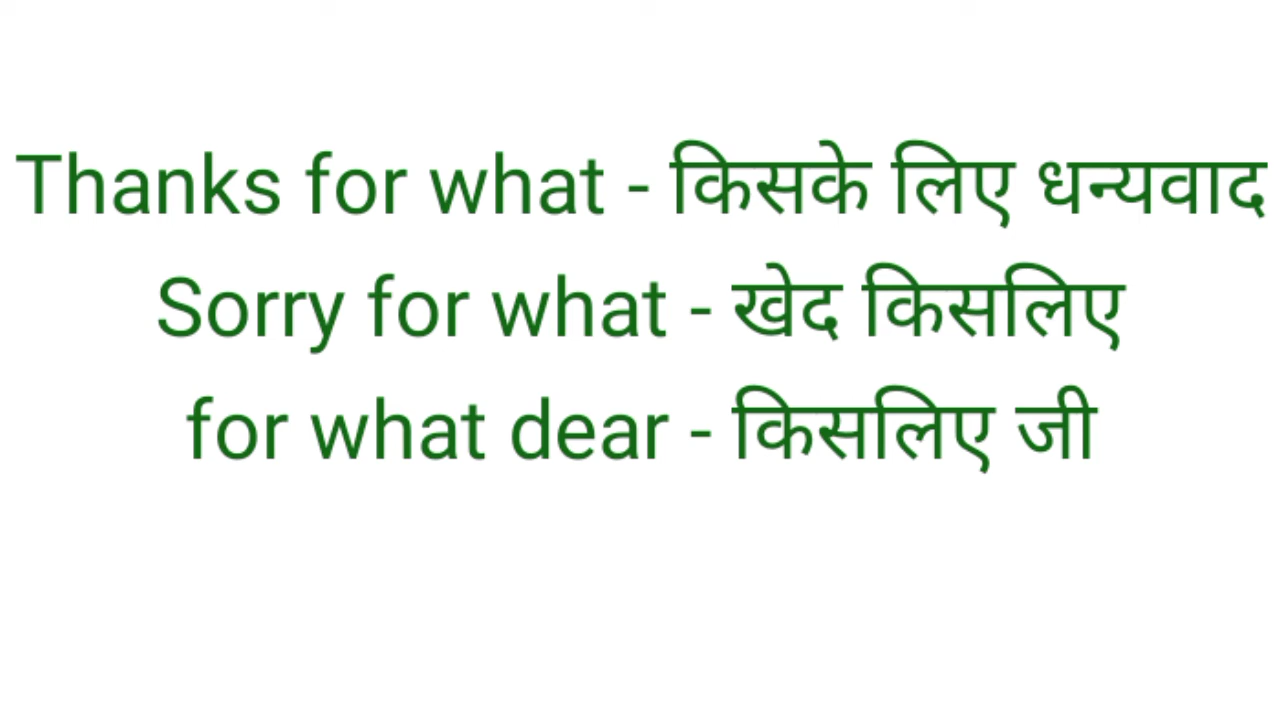 Thanks for what - किसके लिए धन्यवाद
Sorry for what - खेद किसलिए
for what dear - किसलिए जी